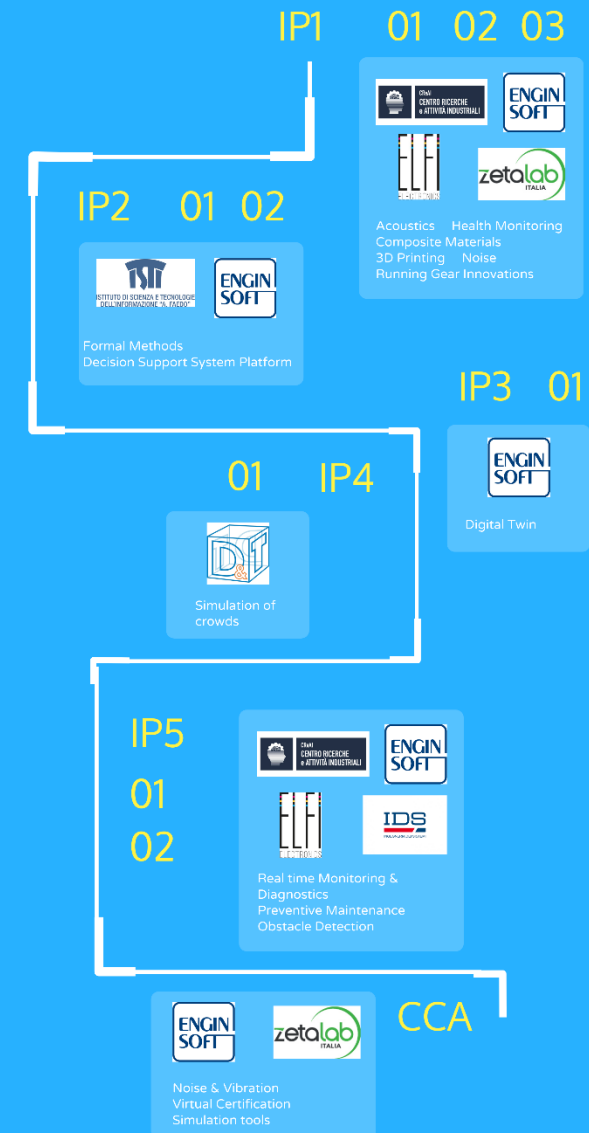 IP1 01 02 03
CReAI
CENTRO RICERCHE
e ATTIVITÀ INDUSTRIALI
ENGIN
SOFT
ELFI
ELECTRONICS
zetalab
ITALIA
Acoustics Health Monitoring
Composite Materials
3D Printing Noise
Running Gear Innovations
IP2 01 02
ISTI
ISTITUTO DI SCIENZA E TECNOLOGIE
DELL'INFORMAZIONE "A. FAEDO"
ENGIN
SOFT
Formal Methods
Decision Support System Platform
IP3 01
ENGIN
SOFT
Digital Twin
01 IP4
D&T
Simulation of
crowds
IP5
01
02
CReAI
CENTRO RICERCHE
e ATTIVITÀ INDUSTRIALI
ENGIN
SOFT
ELFI
ELECTRONICS
IDS
Real time Monitoring &
Diagnostics
Preventive Maintenance
Obstacle Detection
CCA
ENGIN
SOFT
zetalab
ITALIA
Noise & Vibration
Virtual Certification
Simulation tools